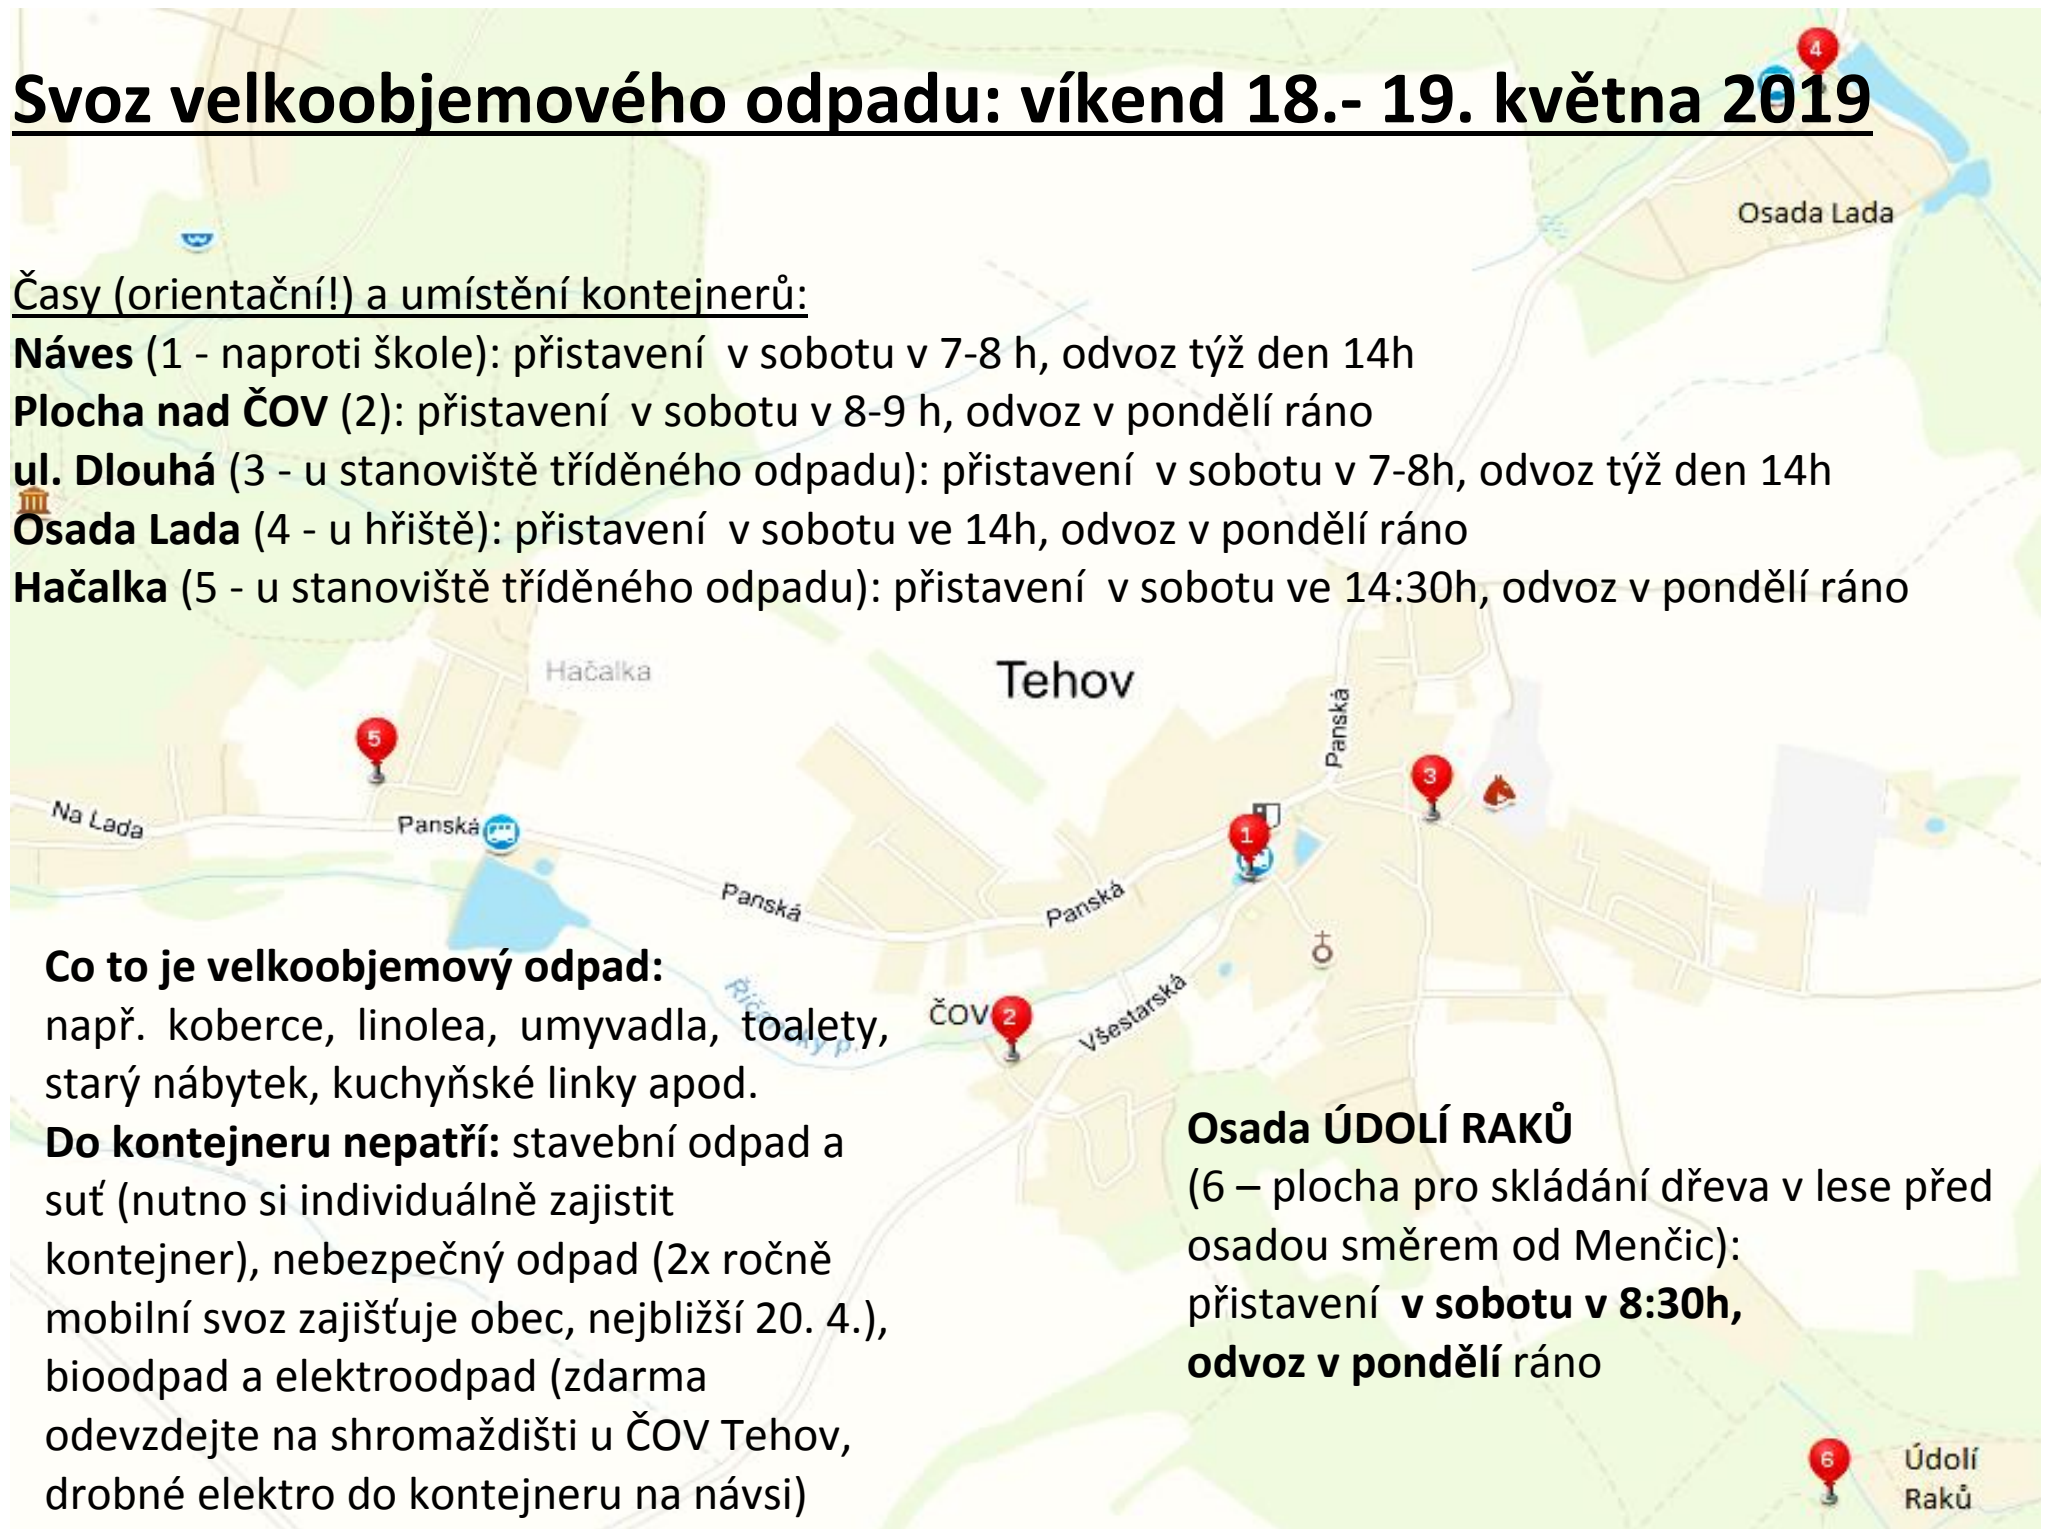 Svoz velkoobjemového odpadu: víkend 18.- 19. května 2019
4
Osada Lada
Časy (orientační!) a umístění kontejnerů:
Náves (1 - naproti škole): přistavení v sobotu v 7-8 h, odvoz týž den 14h
Plocha nad ČOV (2): přistavení v sobotu v 8-9 h, odvoz v pondělí ráno
ul. Dlouhá (3 - u stanoviště tříděného odpadu): přistavení v sobotu v 7-8h, odvoz týž den 14h
Osada Lada (4 - u hřiště): přistavení v sobotu ve 14h, odvoz v pondělí ráno
Hačalka (5 - u stanoviště tříděného odpadu): přistavení v sobotu ve 14:30h, odvoz v pondělí ráno
Hačalka
Tehov
Panská
5
3
Na Lada
Panská
1
Panská
Panská
Všestarská
ČOV
2
Říčanský p.
Co to je velkoobjemový odpad:
např. koberce, linolea, umyvadla, toalety,
starý nábytek, kuchyňské linky apod.
Do kontejneru nepatří: stavební odpad a
suť (nutno si individuálně zajistit
kontejner), nebezpečný odpad (2x ročně
mobilní svoz zajišťuje obec, nejbližší 20. 4.),
bioodpad a elektroodpad (zdarma
odevzdejte na shromaždišti u ČOV Tehov,
drobné elektro do kontejneru na návsi)
Osada ÚDOLÍ RAKŮ
(6 – plocha pro skládání dřeva v lese před
osadou směrem od Menčic):
přistavení v sobotu v 8:30h,
odvoz v pondělí ráno
6
Údolí
Raků